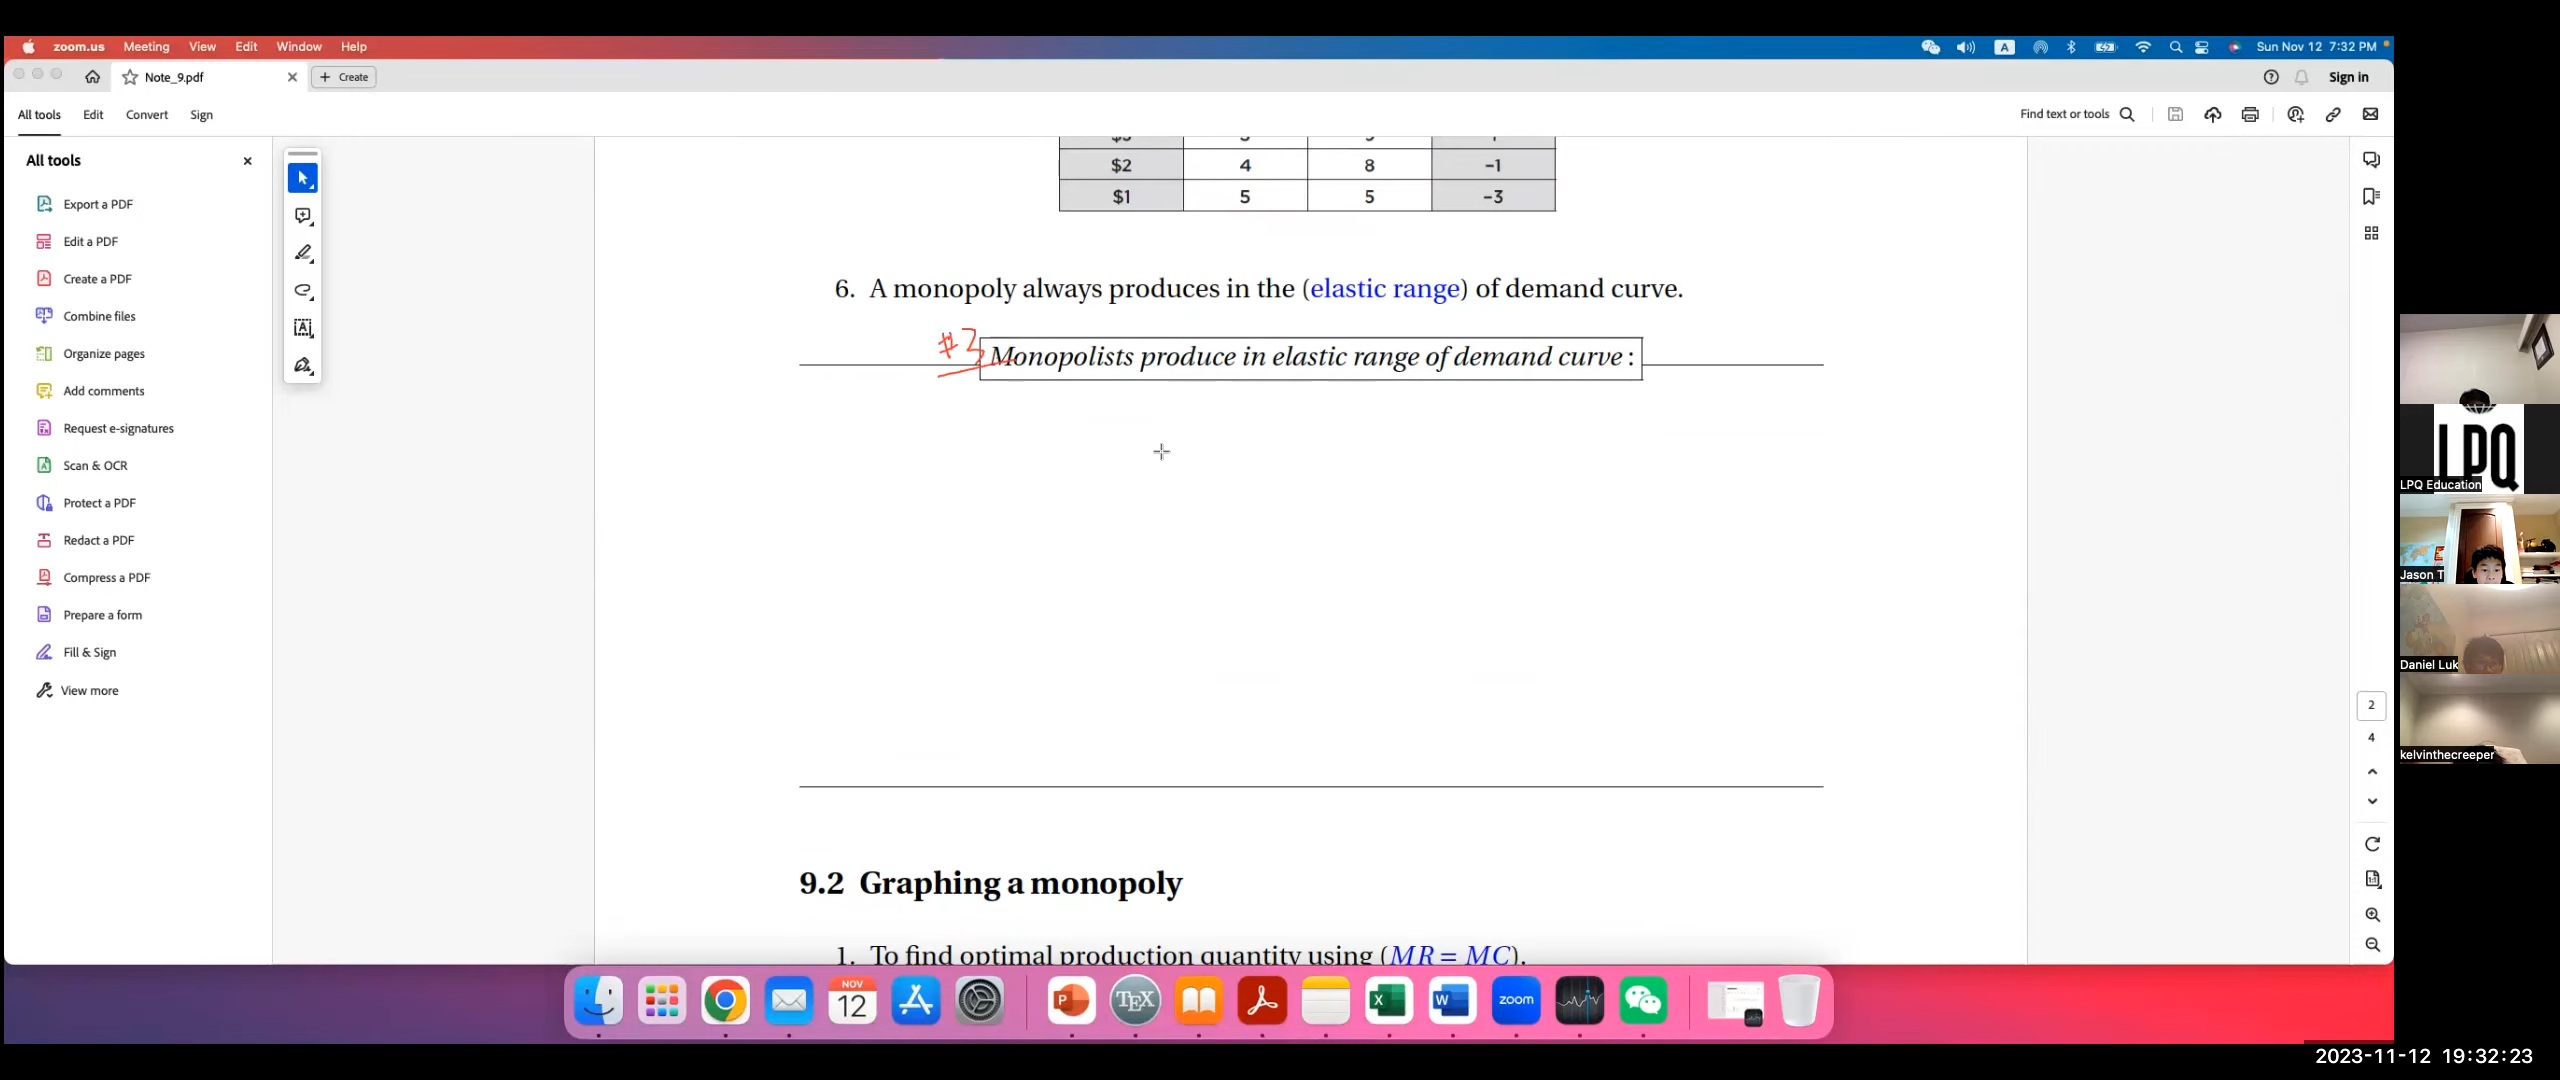 zoom.us Meeting View Edit Window Help
A Sun Nov 12 7:32 PM
Note_9.pdf + Create Sign in
All tools Edit Convert Sign Find text or tools
All tools
Export a PDF
Edit a PDF
Create a PDF
Combine files
Organize pages
Add comments
Request e-signatures
Scan & OCR
Protect a PDF
Redact a PDF
Compress a PDF
Prepare a form
Fill & Sign
View more
$2 4 8 −1
$1 5 5 −3
6. A monopoly always produces in the (elastic range) of demand curve.
#3 Monopolists produce in elastic range of demand curve :
9.2 Graphing a monopoly
1. To find optimal production quantity using (MR = MC).
2
4
LPQ
LPQ Education
Jason T
Daniel Luk
kelvinthecreeper
NOV
12
TEX
zoom
2023-11-12 19:32:23